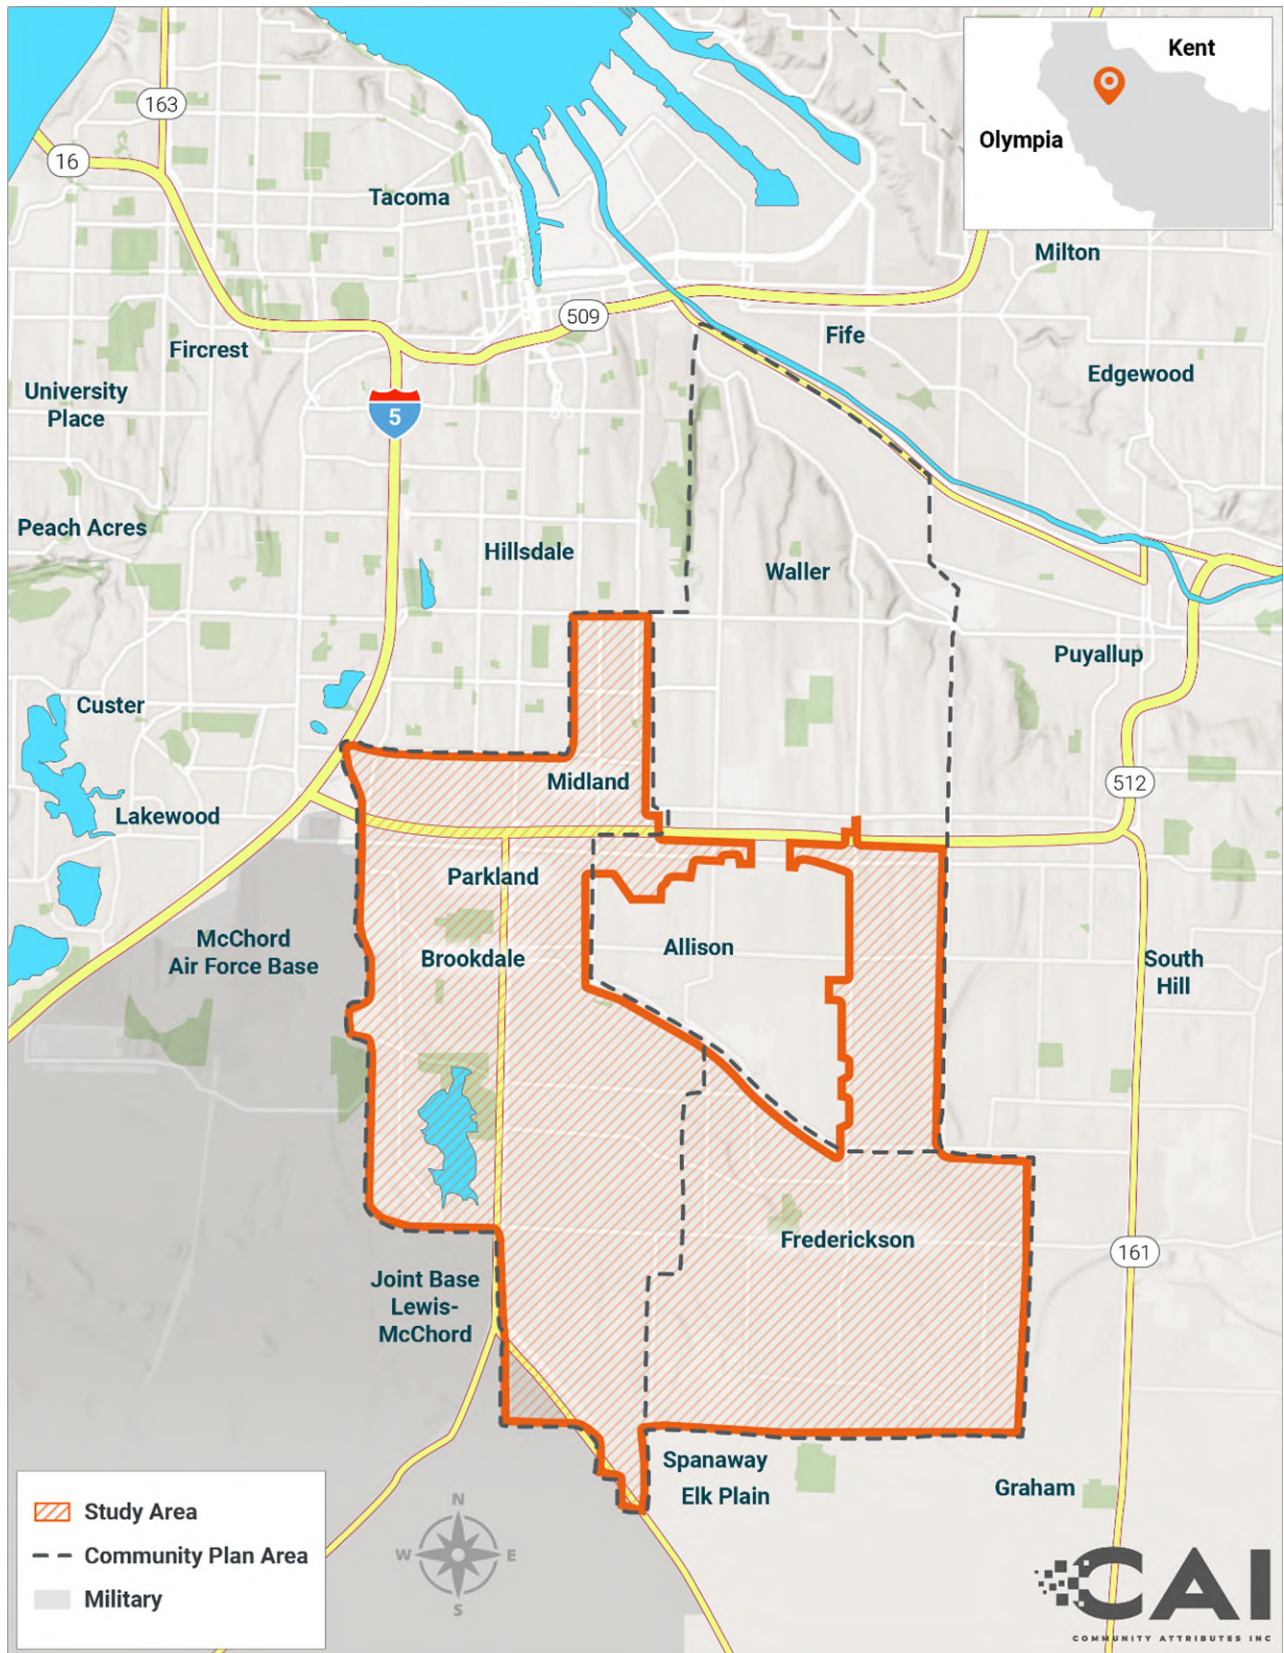 Kent
Olympia
163
16
Tacoma
Milton
509
Fife
Fircrest
Edgewood
University
Place
5
Peach Acres
Hillsdale
Waller
Puyallup
Custer
Midland
512
Lakewood
Parkland
McChord
Air Force Base
Brookdale
Allison
South
Hill
Frederickson
161
Joint Base
Lewis-
McChord
Spanaway
Elk Plain
Graham
Study Area
Community Plan Area
Military
N
W
E
S
CAI
COMMUNITY ATTRIBUTES INC